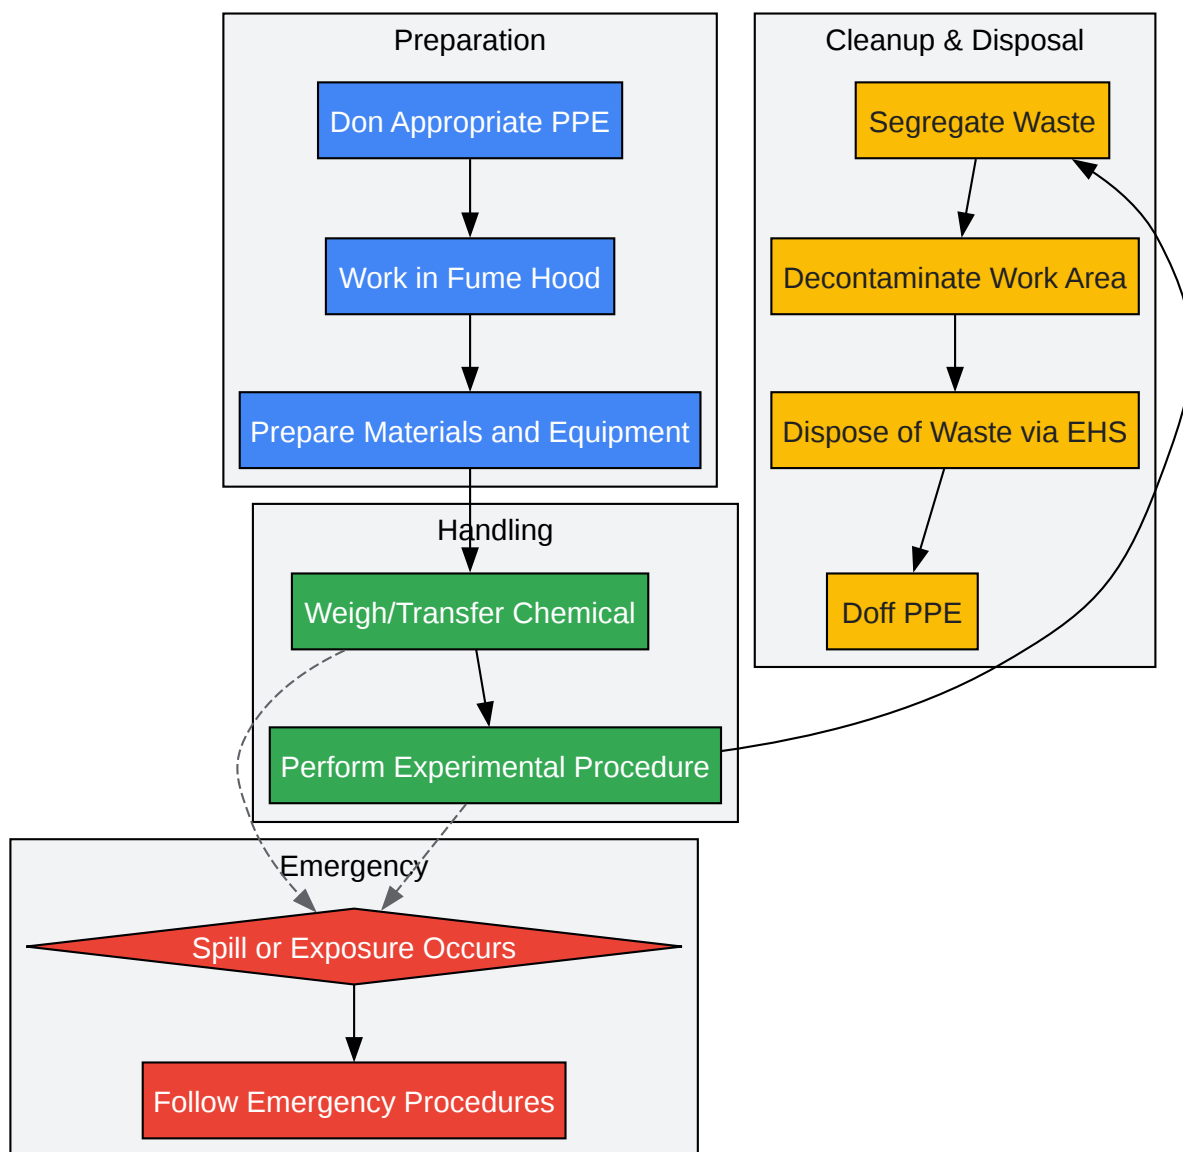 Preparation
Don Appropriate PPE
Work in Fume Hood
Prepare Materials and Equipment
Handling
Weigh/Transfer Chemical
Perform Experimental Procedure
Emergency
Spill or Exposure Occurs
Follow Emergency Procedures
Cleanup & Disposal
Segregate Waste
Decontaminate Work Area
Dispose of Waste via EHS
Doff PPE